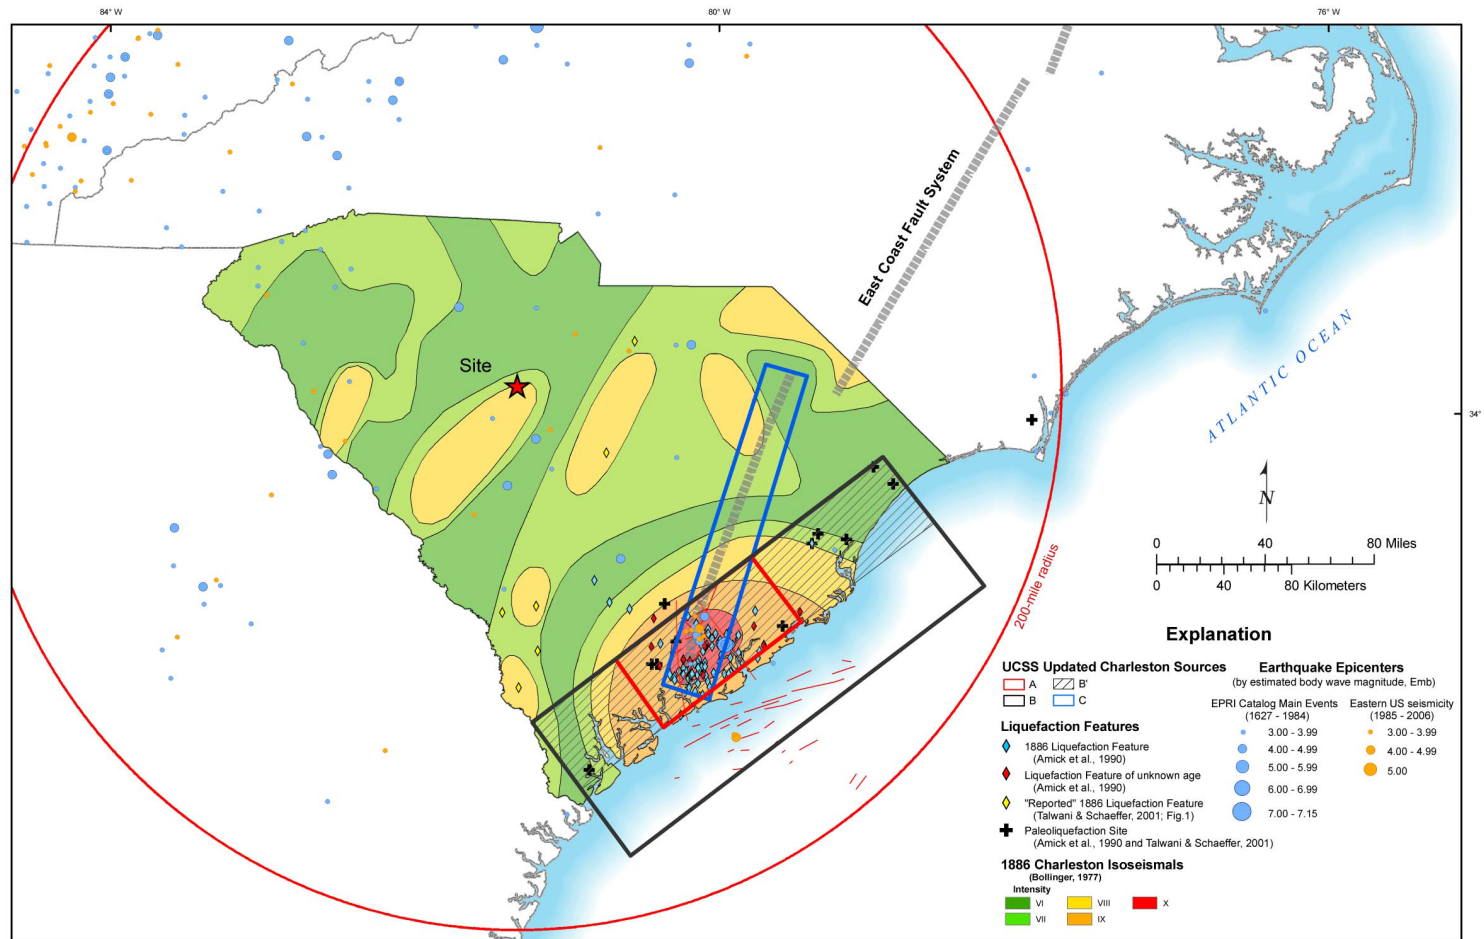 84° W
80° W
76° W
East Coast Fault System
Site
34°
ATLANTIC OCEAN
N
0 40 80 Miles
0 40 80 Kilometers
200-mile radius
Explanation
UCSS Updated Charleston Sources
A
B'
B
C
Liquefaction Features
1886 Liquefaction Feature
(Amick et al., 1990)
Liquefaction Feature of unknown age
(Amick et al., 1990)
"Reported" 1886 Liquefaction Feature
(Talwani & Schaeffer, 2001; Fig.1)
Paleoliquefaction Site
(Amick et al., 1990 and Talwani & Schaeffer, 2001)
1886 Charleston Isoseismals
(Bollinger, 1977)
Intensity
VI
VIII
X
VII
IX
Earthquake Epicenters
(by estimated body wave magnitude, Emb)
EPRI Catalog Main Events
(1627 - 1984)
3.00 - 3.99
4.00 - 4.99
5.00 - 5.99
6.00 - 6.99
7.00 - 7.15
Eastern US seismicity
(1985 - 2006)
3.00 - 3.99
4.00 - 4.99
5.00